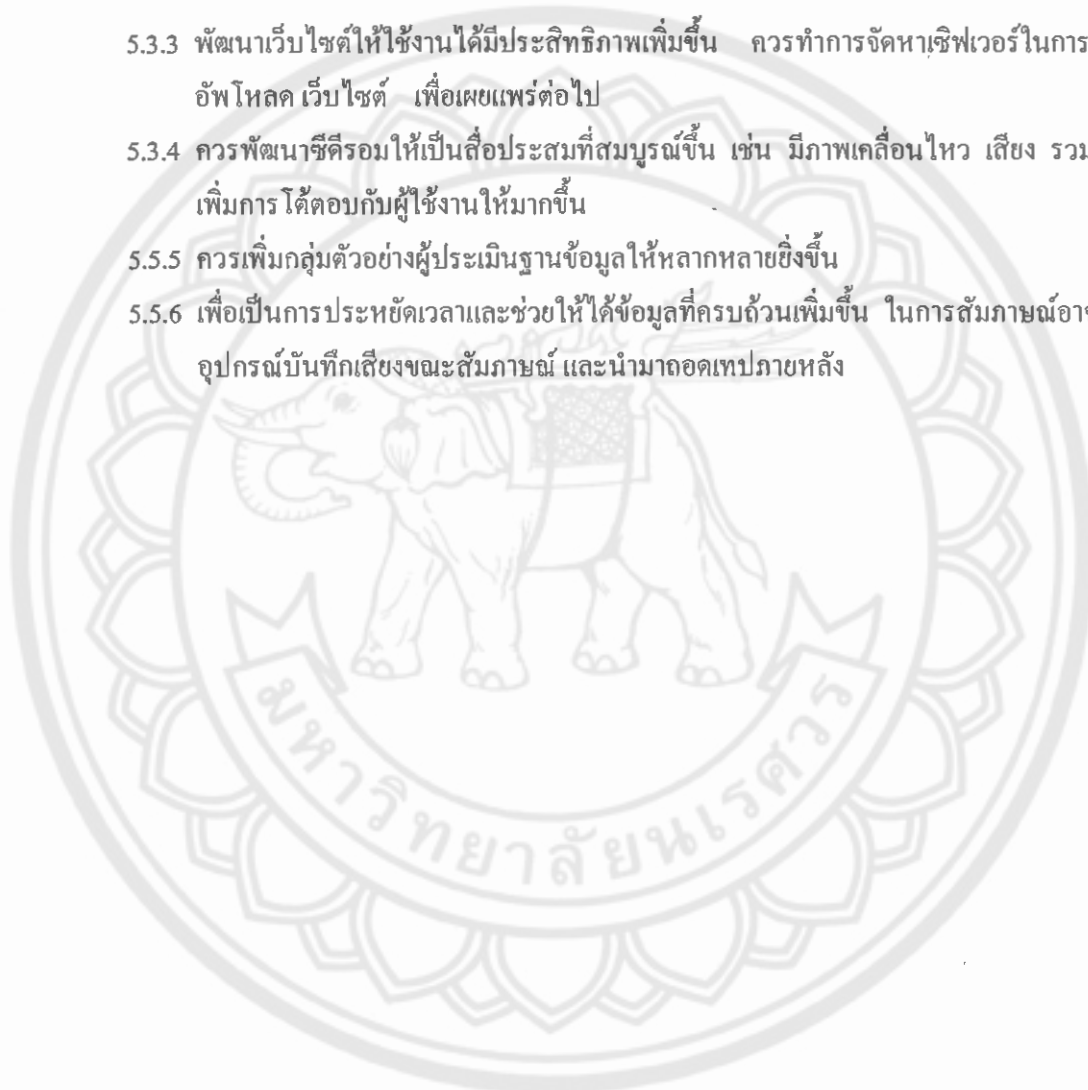 5.3.3 พัฒนาเว็บไซต์ให้ใช้งานได้มีประสิทธิภาพเพิ่มขึ้น ควรทำการจัดหาเซิฟเวอร์ในการ
อัพโหลด เว็บไซต์ เพื่อเผยแพร่ต่อไป
5.3.4 ควรพัฒนาซีดีรอมให้เป็นสื่อประสมที่สมบูรณ์ขึ้น เช่น มีภาพเคลื่อนไหว เสียง รวม
เพิ่มการโต้ตอบกับผู้ใช้งานให้มากขึ้น
5.5.5 ควรเพิ่มกลุ่มตัวอย่างผู้ประเมินฐานข้อมูลให้หลากหลายยิ่งขึ้น
5.5.6 เพื่อเป็นการประหยัดเวลาและช่วยให้ได้ข้อมูลที่ครบถ้วนเพิ่มขึ้น ในการสัมภาษณ์
อุปกรณ์บันทึกเสียงขณะสัมภาษณ์ และนำมาถอดเทปภายหลัง
มหาวิทยาลัยนเรศวร